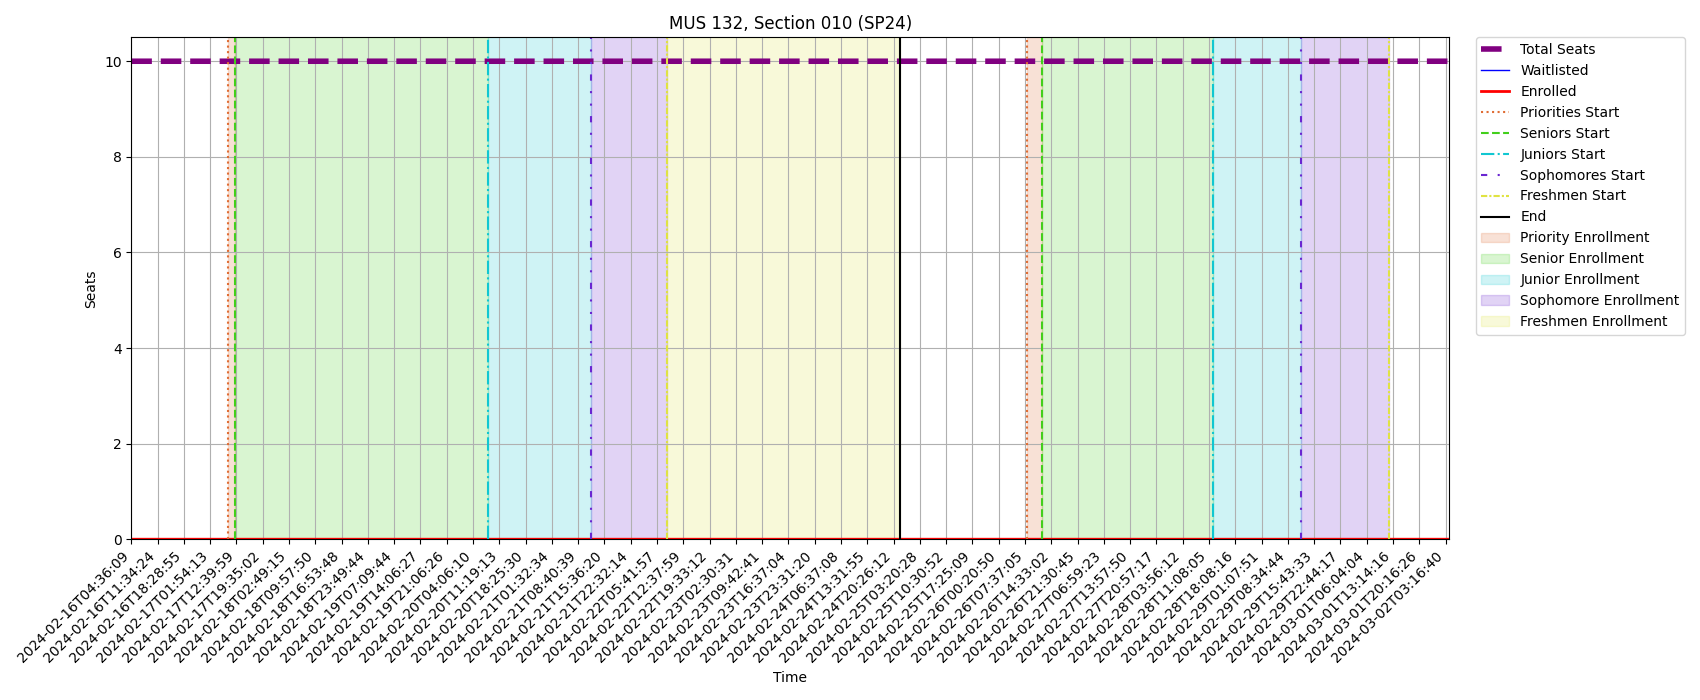 MUS 132, Section 010 (SP24)
Seats
10
8
6
4
2
0
2024-02-16T04:36:09
2024-02-16T11:34:24
2024-02-16T18:28:55
2024-02-17T01:54:13
2024-02-17T12:39:59
2024-02-17T19:35:02
2024-02-18T02:49:15
2024-02-18T09:57:50
2024-02-18T16:53:48
2024-02-18T23:49:44
2024-02-19T07:09:44
2024-02-19T14:06:27
2024-02-19T21:06:26
2024-02-20T04:06:10
2024-02-20T11:19:13
2024-02-20T18:25:30
2024-02-21T01:32:34
2024-02-21T08:40:39
2024-02-21T15:36:20
2024-02-21T22:32:14
2024-02-22T05:41:57
2024-02-22T12:37:59
2024-02-22T19:33:12
2024-02-23T02:30:31
2024-02-23T09:42:41
2024-02-23T16:37:04
2024-02-23T23:31:20
2024-02-24T06:37:08
2024-02-24T13:31:55
2024-02-24T20:26:12
2024-02-25T03:20:28
2024-02-25T10:30:52
2024-02-25T17:25:09
2024-02-26T00:20:50
2024-02-26T07:37:05
2024-02-26T14:33:02
2024-02-26T21:30:45
2024-02-27T06:59:23
2024-02-27T13:57:50
2024-02-27T20:57:17
2024-02-28T03:56:12
2024-02-28T11:08:05
2024-02-28T18:08:16
2024-02-29T01:07:51
2024-02-29T08:34:44
2024-02-29T15:43:33
2024-02-29T22:44:17
2024-03-01T06:04:04
2024-03-01T13:14:16
2024-03-01T20:16:26
2024-03-02T03:16:40
Time
Total Seats
Waitlisted
Enrolled
Priorities Start
Seniors Start
Juniors Start
Sophomores Start
Freshmen Start
End
Priority Enrollment
Senior Enrollment
Junior Enrollment
Sophomore Enrollment
Freshmen Enrollment